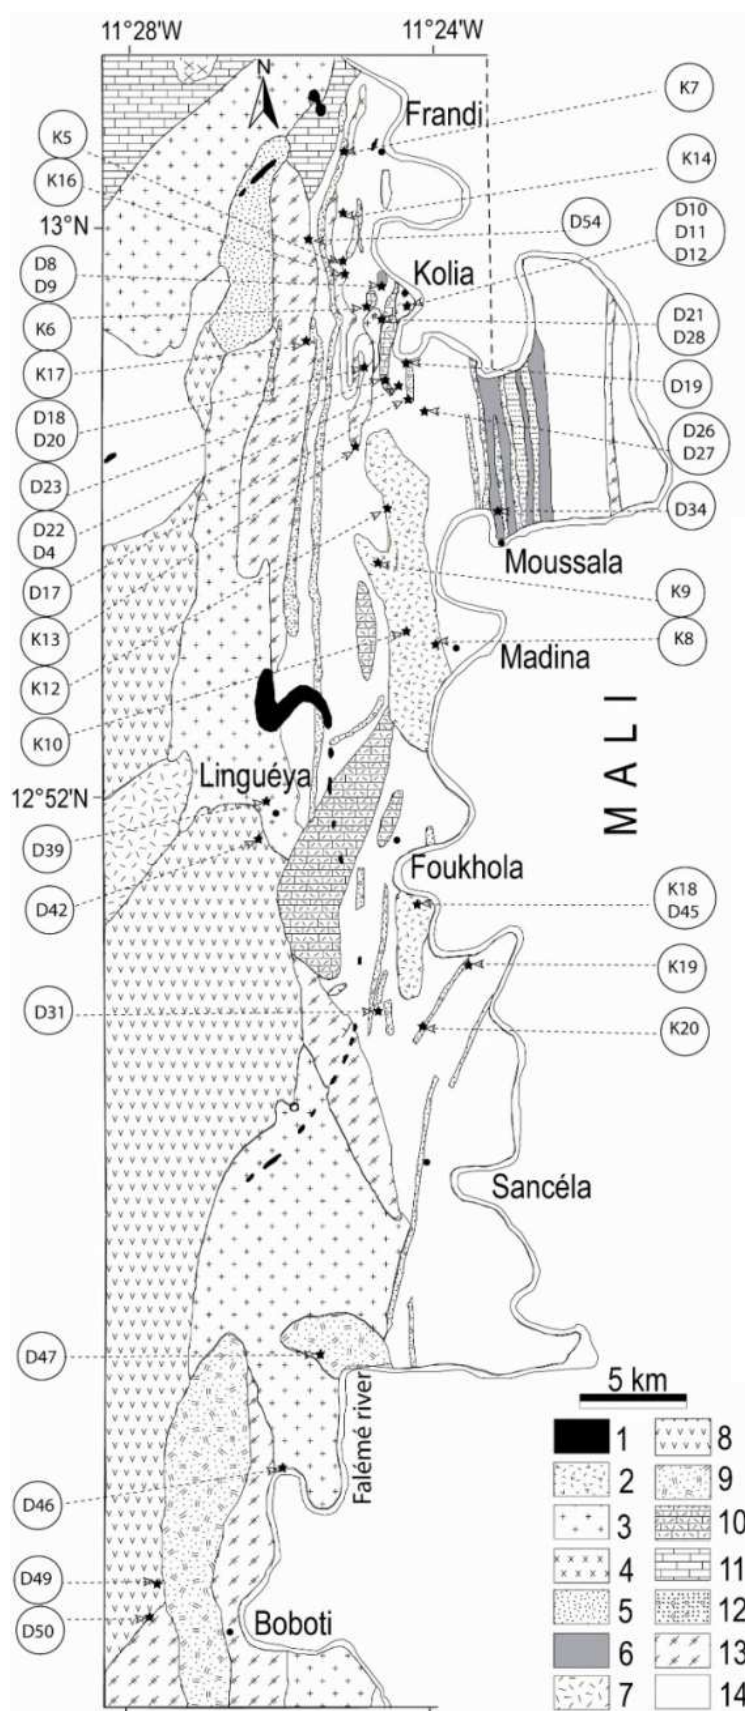 11°28'W
11°24'W
N
Frandi
K7
K5
K14
K16
13°N
D54
D10
D11
D12
Kolia
D8
D9
K6
D21
D28
K17
D19
D18
D20
D26
D27
D23
D22
D4
D34
Moussala
D17
K9
K13
K8
Madina
K12
K10
MALI
Linguéya
12°52'N
D39
Foukhola
D42
K18
D45
K19
D31
K20
Sancéla
D47
5 km
Falémé river
1
8
2
9
D46
3
10
4
11
D49
5
12
D50
Boboti
6
13
7
14